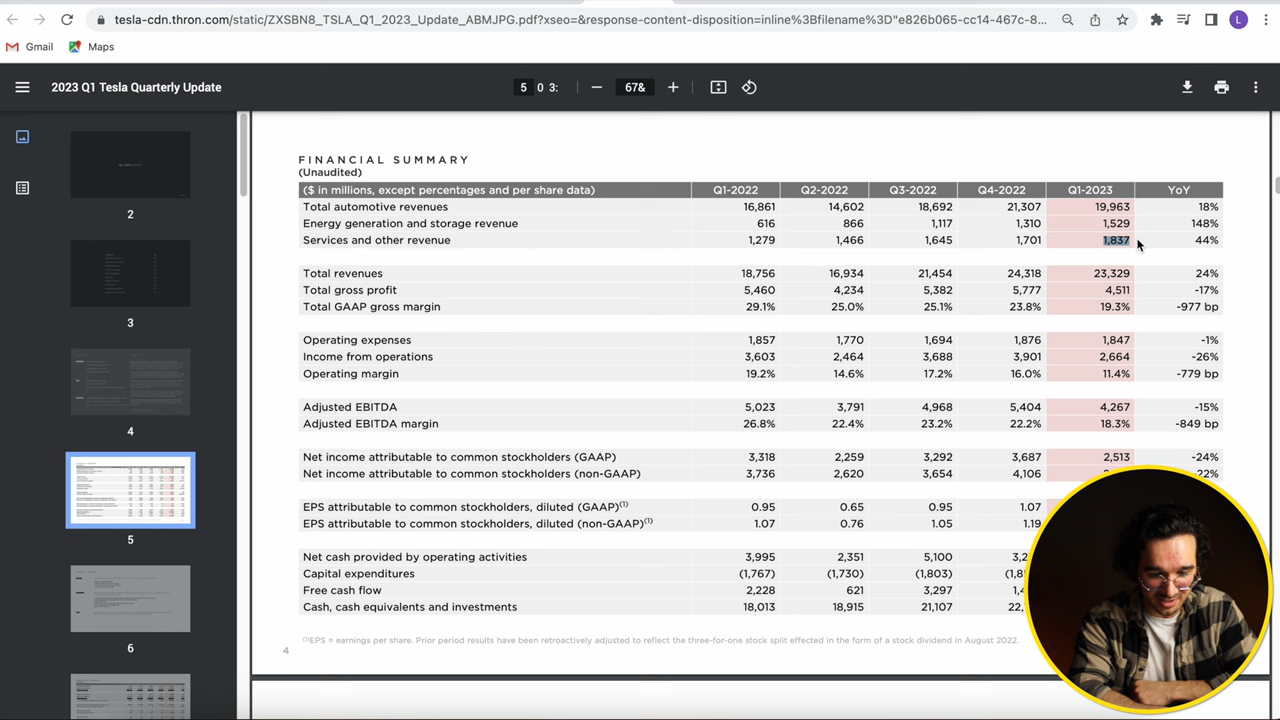 tesla-cdn.thron.com/static/ZXSBN8_TSLA_Q1_2023_Update_ABMJPG.pdf?xseo=&response-content-disposition=inline%3Bfilename%3D"e826b065-cc14-467c-8...
L
Gmail Maps
2023 Q1 Tesla Quarterly Update 5 0 3: 67&
FINANCIAL SUMMARY
(Unaudited)
($ in millions, except percentages and per share data) Q1-2022 Q2-2022 Q3-2022 Q4-2022 Q1-2023 YoY
Total automotive revenues 16,861 14,602 18,692 21,307 19,963 18%
Energy generation and storage revenue 616 866 1,117 1,310 1,529 148%
Services and other revenue 1,279 1,466 1,645 1,701 1,837 44%
Total revenues 18,756 16,934 21,454 24,318 23,329 24%
Total gross profit 5,460 4,234 5,382 5,777 4,511 -17%
Total GAAP gross margin 29.1% 25.0% 25.1% 23.8% 19.3% -977 bp
Operating expenses 1,857 1,770 1,694 1,876 1,847 -1%
Income from operations 3,603 2,464 3,688 3,901 2,664 -26%
Operating margin 19.2% 14.6% 17.2% 16.0% 11.4% -779 bp
Adjusted EBITDA 5,023 3,791 4,968 5,404 4,267 -15%
Adjusted EBITDA margin 26.8% 22.4% 23.2% 22.2% 18.3% -849 bp
Net income attributable to common stockholders (GAAP) 3,318 2,259 3,292 3,687 2,513 -24%
Net income attributable to common stockholders (non-GAAP) 3,736 2,620 3,654 4,106
EPS attributable to common stockholders, diluted (GAAP)(1) 0.95 0.65 0.95 1.07
EPS attributable to common stockholders, diluted (non-GAAP)(1) 1.07 0.76 1.05 1.19
Net cash provided by operating activities 3,995 2,351 5,100
Capital expenditures (1,767) (1,730) (1,803)
Free cash flow 2,228 621 3,297
Cash, cash equivalents and investments 18,013 18,915 21,107
(1)EPS = earnings per share. Prior period results have been retroactively adjusted to reflect the three-for-one stock split effected in the form of a stock dividend in August 2022.
4
2
3
4
5
6